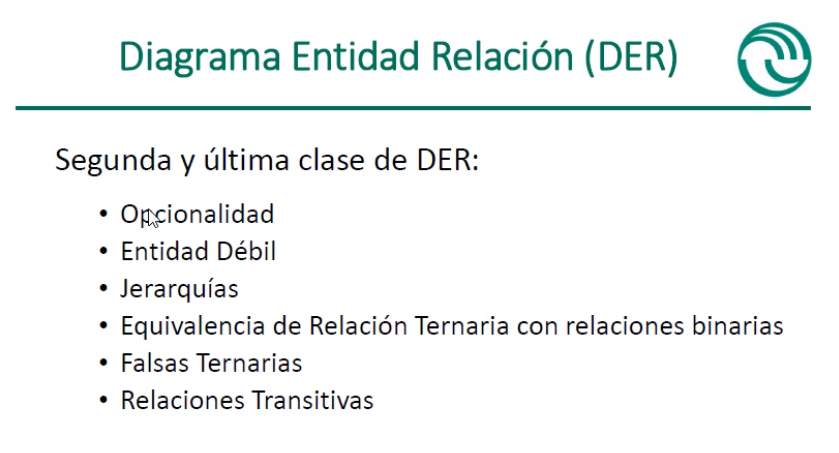 Diagrama Entidad Relación (DER)
Segunda y última clase de DER:
• Opcionalidad
• Entidad Débil
• Jerarquías
• Equivalencia de Relación Ternaria con relaciones binarias
• Falsas Ternarias
• Relaciones Transitivas